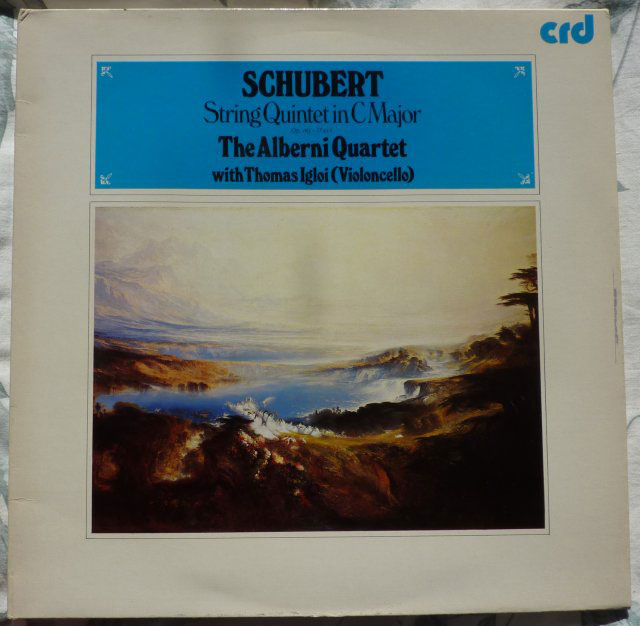 crd
SCHUBERT
String Quintet in C Major
The Alberni Quartet
with Thomas Igloi (Violoncello)